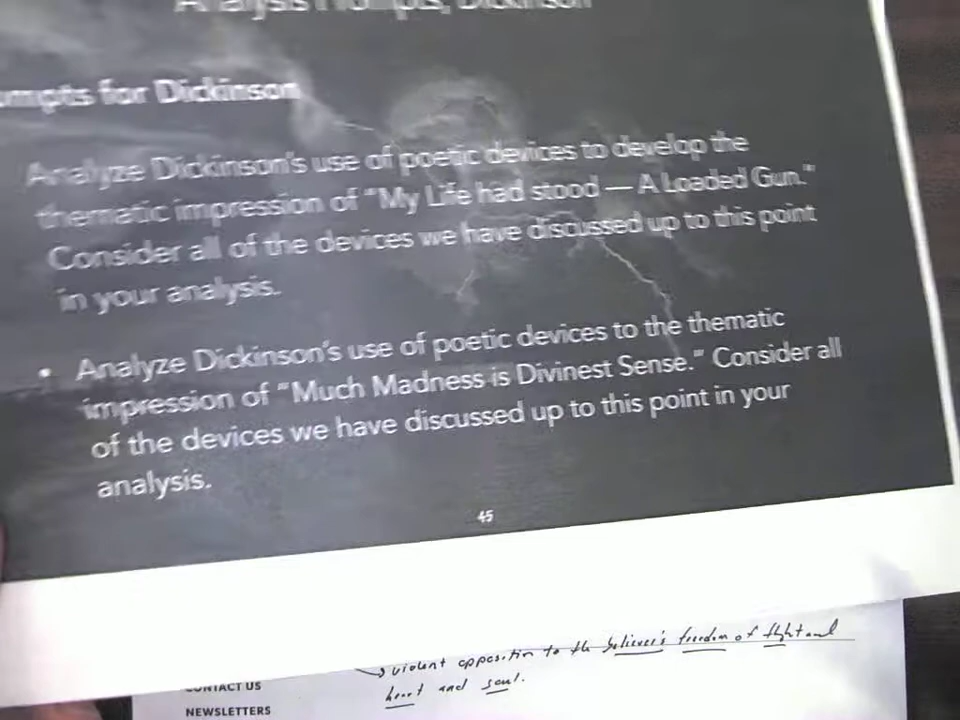 Analysis Prompts, Dickinson
ompts for Dickinson
Analyze Dickinson's use of poetic devices to develop the
thematic impression of "My Life had stood — A Loaded Gun."
Consider all of the devices we have discussed up to this point
in your analysis.
• Analyze Dickinson's use of poetic devices to the thematic
impression of "Much Madness is Divinest Sense." Consider all
of the devices we have discussed up to this point in your
analysis.
45
violent opposition to the believer's freedom of flight and
heart and soul.
CONTACT US
NEWSLETTERS